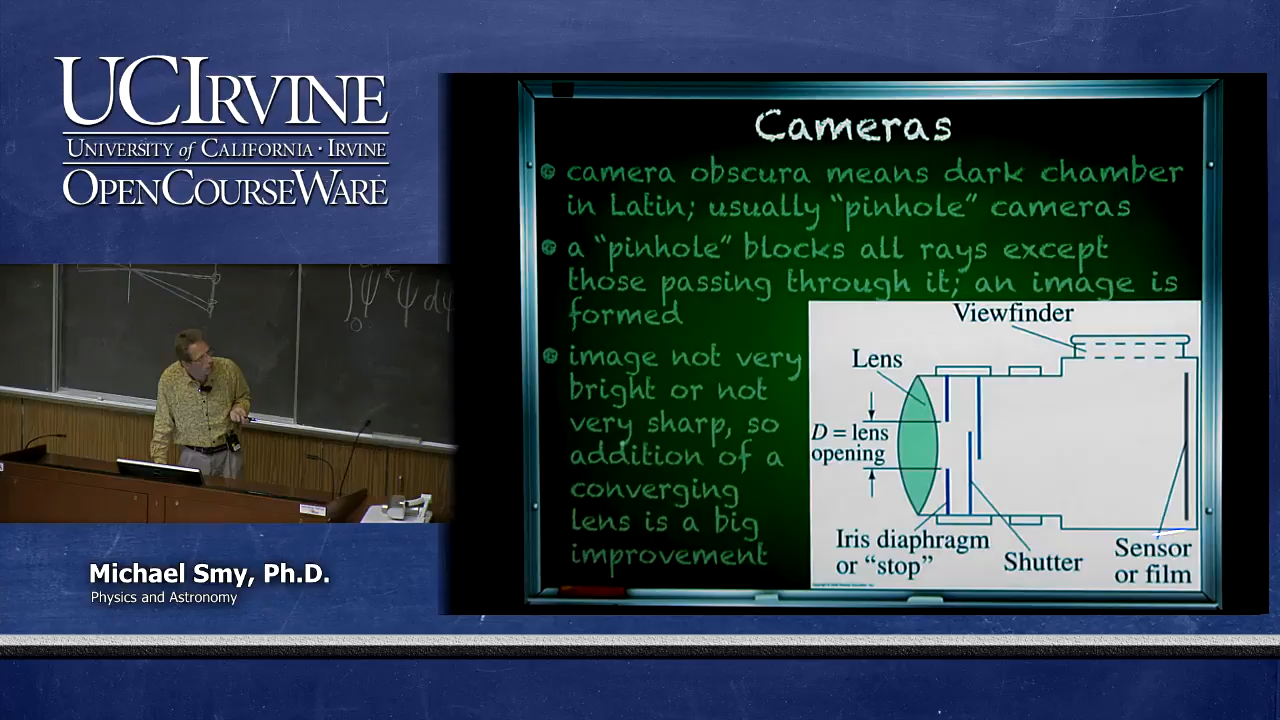 UCIRVINE
UNIVERSITY of CALIFORNIA · IRVINE
OPENCOURSEWARE
Cameras
camera obscura means dark chamber
in Latin; usually “pinhole” cameras
a “pinhole” blocks all rays except
those passing through it; an image is
formed
image not very
bright or not
very sharp, so
addition of a
converging
lens is a big
improvement
Viewfinder
Lens
D = lens
opening
Iris diaphragm
or “stop”
Shutter
Sensor
or film
∫ ψ* ψ d
0
Michael Smy, Ph.D.
Physics and Astronomy